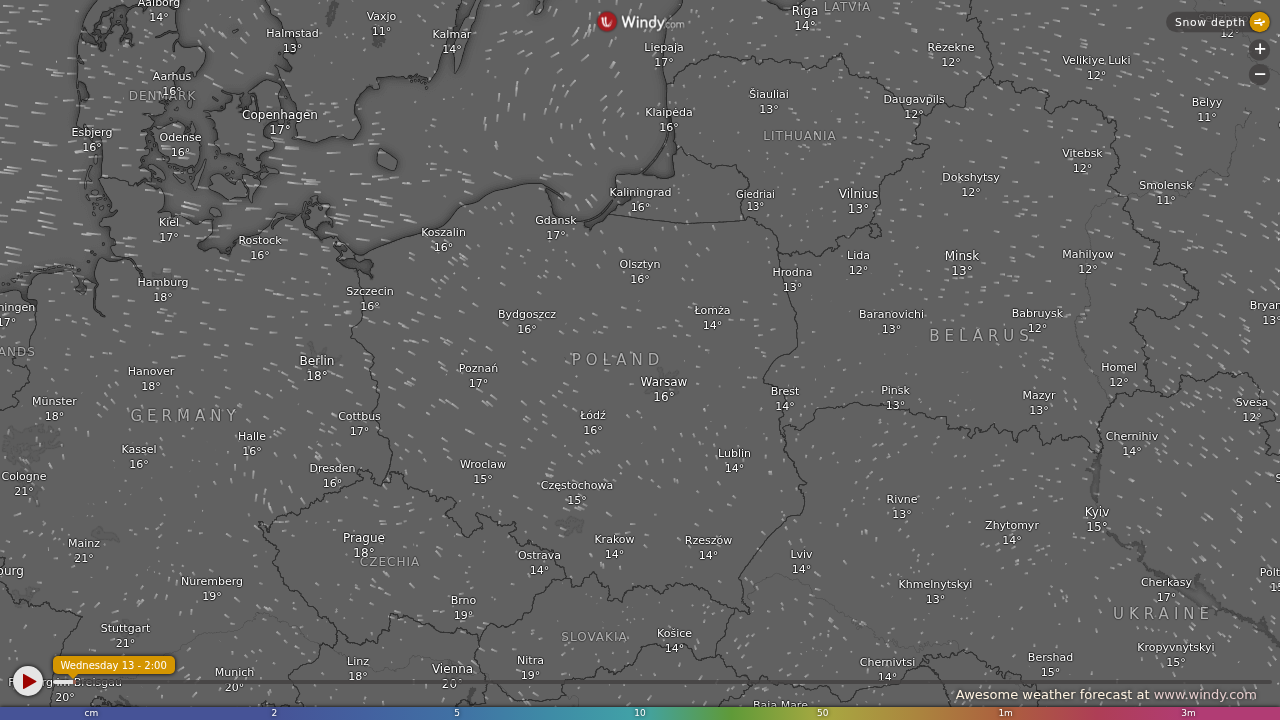 Aalborg
14°
Vaxjo
11°
Halmstad
13°
Kalmar
14°
Windy.com
Riga
14°
LATVIA
Snow depth
12°
Liepaja
17°
Rēzekne
12°
Velikiye Luki
12°
+
−
Aarhus
16°
DENMARK
Šiauliai
13°
Daugavpils
12°
Belyy
11°
Copenhagen
17°
Klaipėda
16°
Esbjerg
16°
Odense
16°
LITHUANIA
Vitebsk
12°
Dokshytsy
12°
Smolensk
11°
Kaliningrad
16°
Giedriai
13°
Vilnius
13°
Kiel
17°
Rostock
16°
Koszalin
16°
Gdansk
17°
Lida
12°
Minsk
13°
Mahilyow
12°
Olsztyn
16°
Hrodna
13°
Hamburg
18°
Szczecin
16°
ningen
17°
Bydgoszcz
16°
Łomża
14°
Baranovichi
13°
Babruysk
12°
Bryan
13°
BELARUS
ANDS
Berlin
18°
POLAND
Hanover
18°
Poznań
17°
Warsaw
16°
Brest
14°
Pinsk
13°
Homel
12°
Mazyr
13°
Münster
18°
GERMANY
Cottbus
17°
Łódź
16°
Svesa
12°
Kassel
16°
Halle
16°
Chernihiv
14°
Cologne
21°
Dresden
16°
Wroclaw
15°
Lublin
14°
Częstochowa
15°
Rivne
13°
Kyiv
15°
Zhytomyr
14°
Mainz
21°
Prague
18°
CZECHIA
Ostrava
14°
Krakow
14°
Rzeszów
14°
Lviv
14°
burg
Nuremberg
19°
Khmelnytskyi
13°
Cherkasy
17°
Polt
15
Brno
19°
UKRAINE
Stuttgart
21°
SLOVAKIA
Košice
14°
Kropyvnytskyi
15°
Wednesday 13 - 2:00
Munich
20°
Linz
18°
Vienna
20°
Nitra
19°
Chernivtsi
14°
Bershad
15°
20°
Awesome weather forecast at www.windy.com
Baia Mare
cm 2 5 10 50 1m 3m